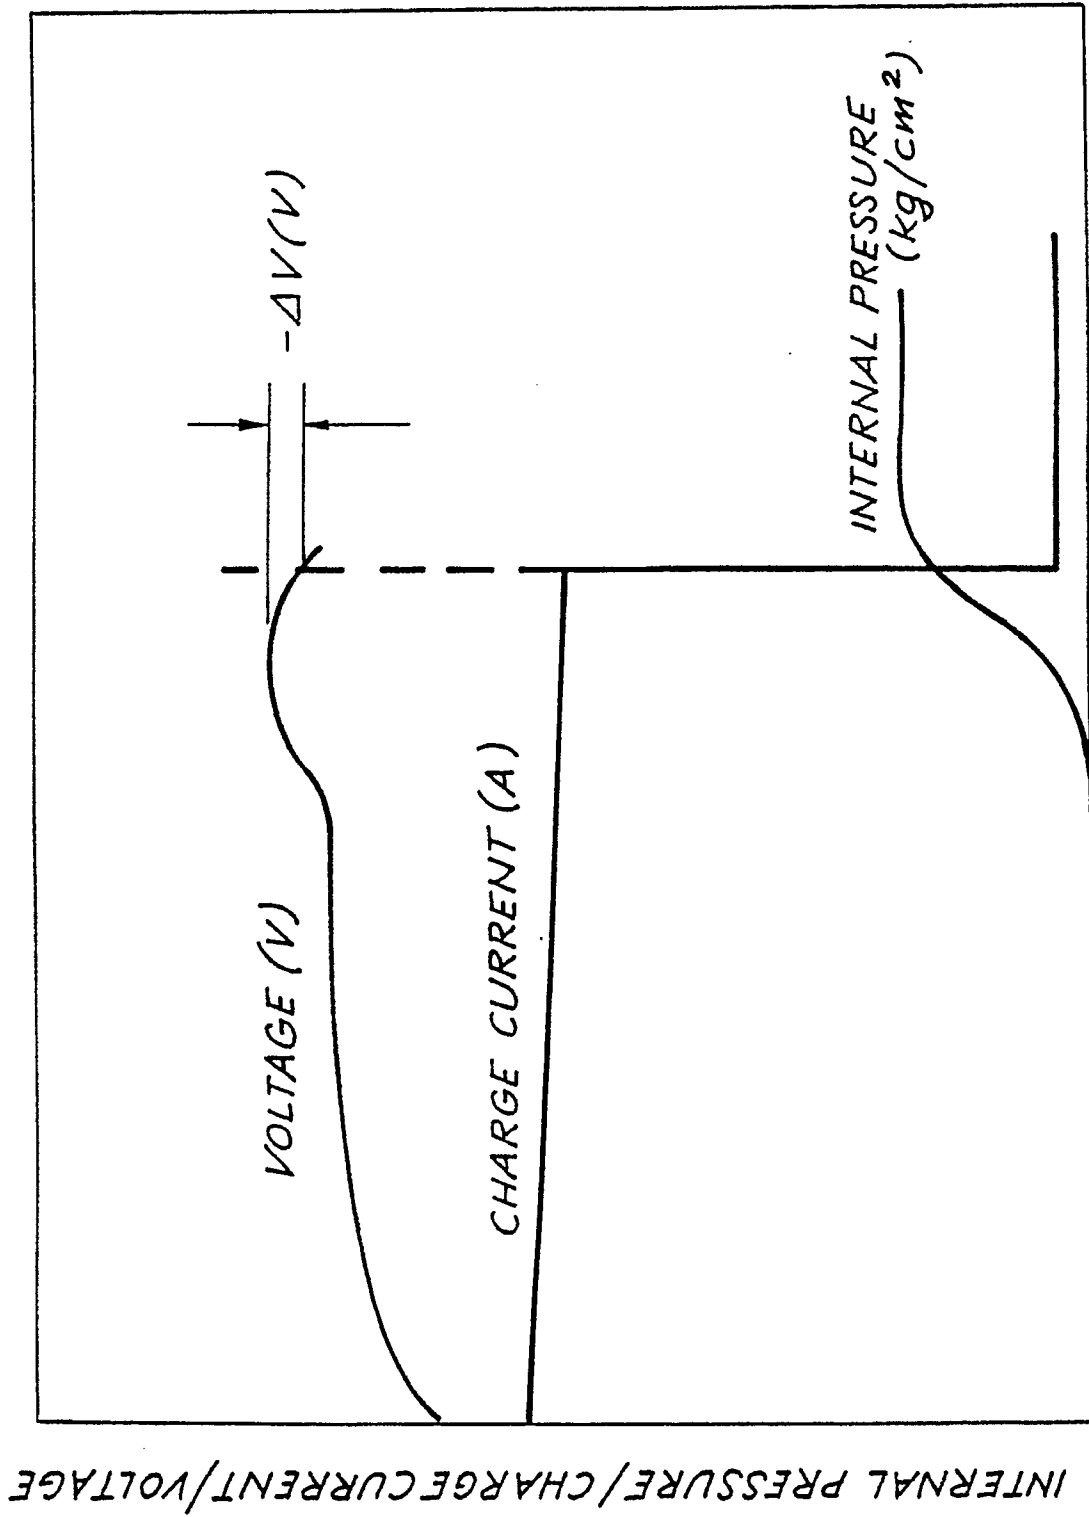 INTERNAL PRESSURE/CHARGE CURRENT/VOLTAGE
VOLTAGE (V)
-ΔV(V)
CHARGE CURRENT (A)
INTERNAL PRESSURE
(kg/cm²)